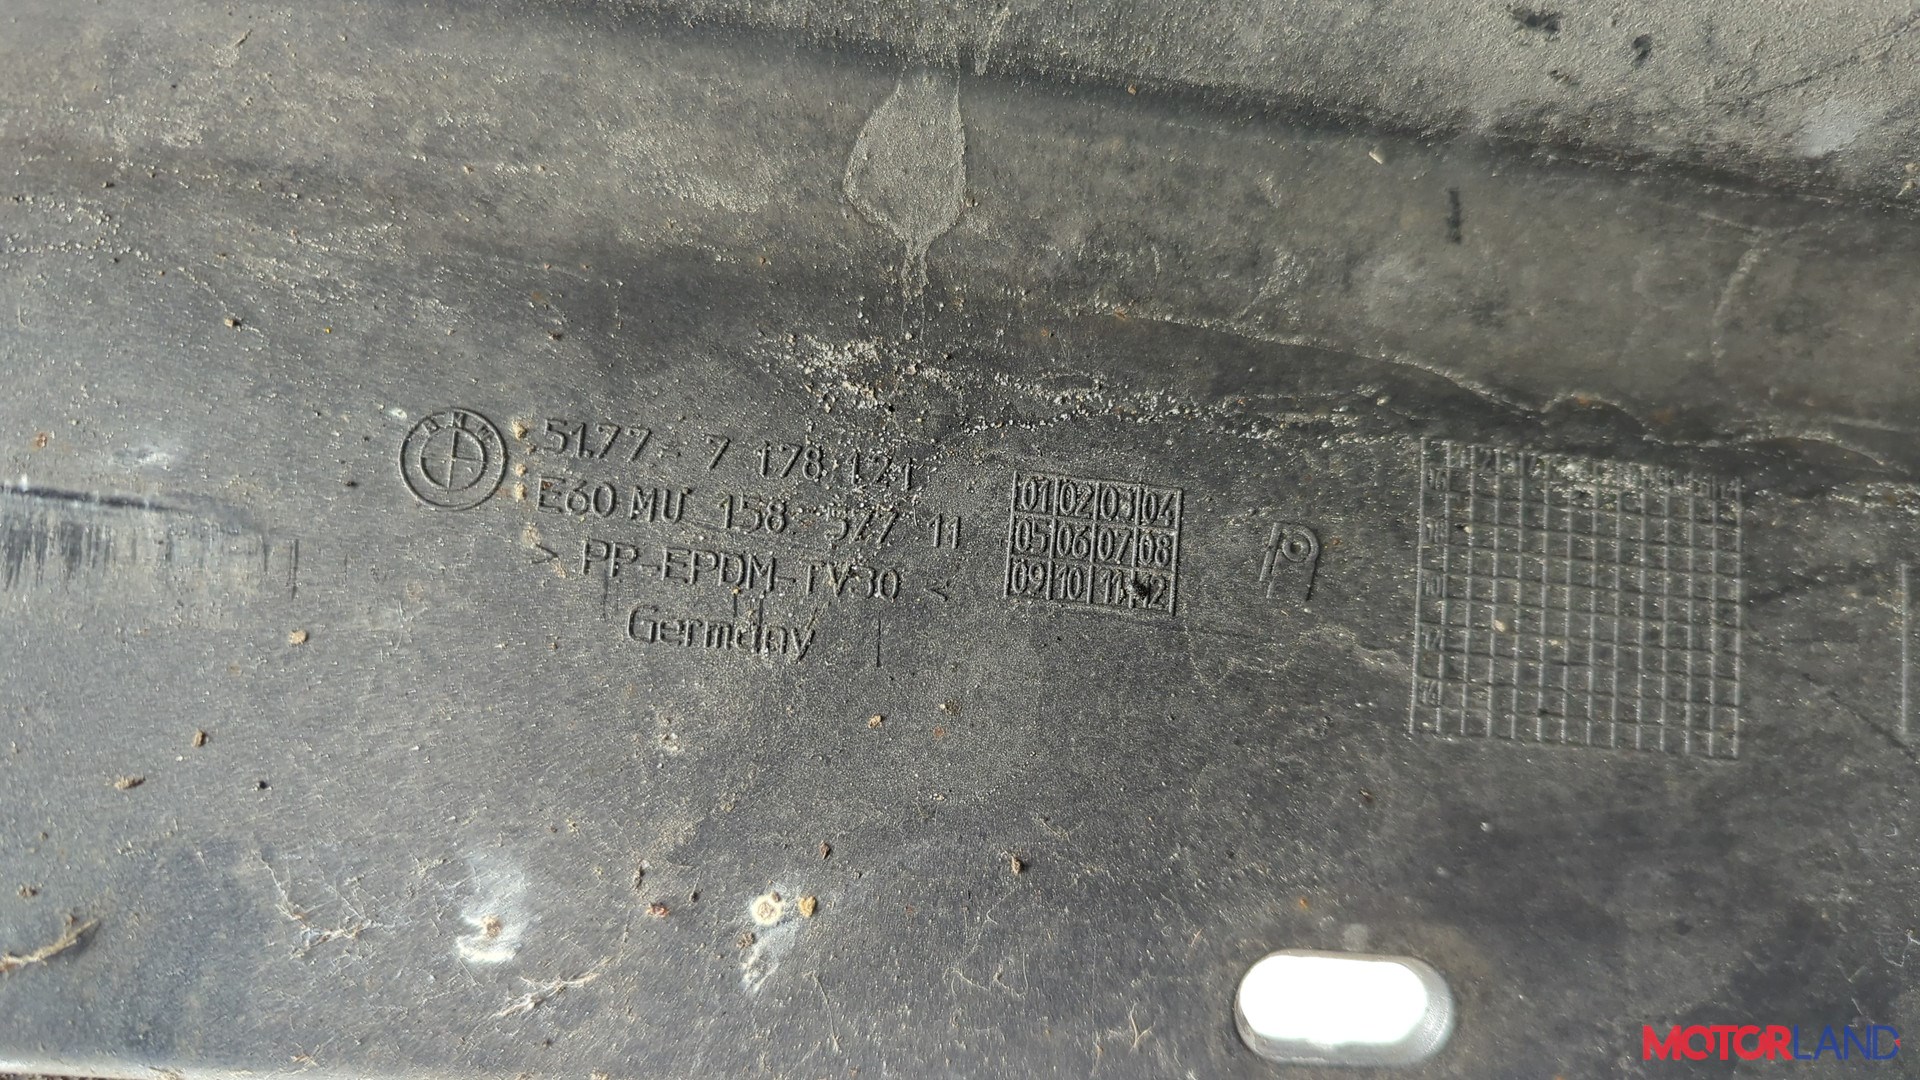 BMW
51.77 - 7 178 121
E60 MÜ 158 577 11
> PP-EPDM-TV30 <
Germany
01 02 03 04
05 06 07 08
09 10 11 12
MOTORLAND